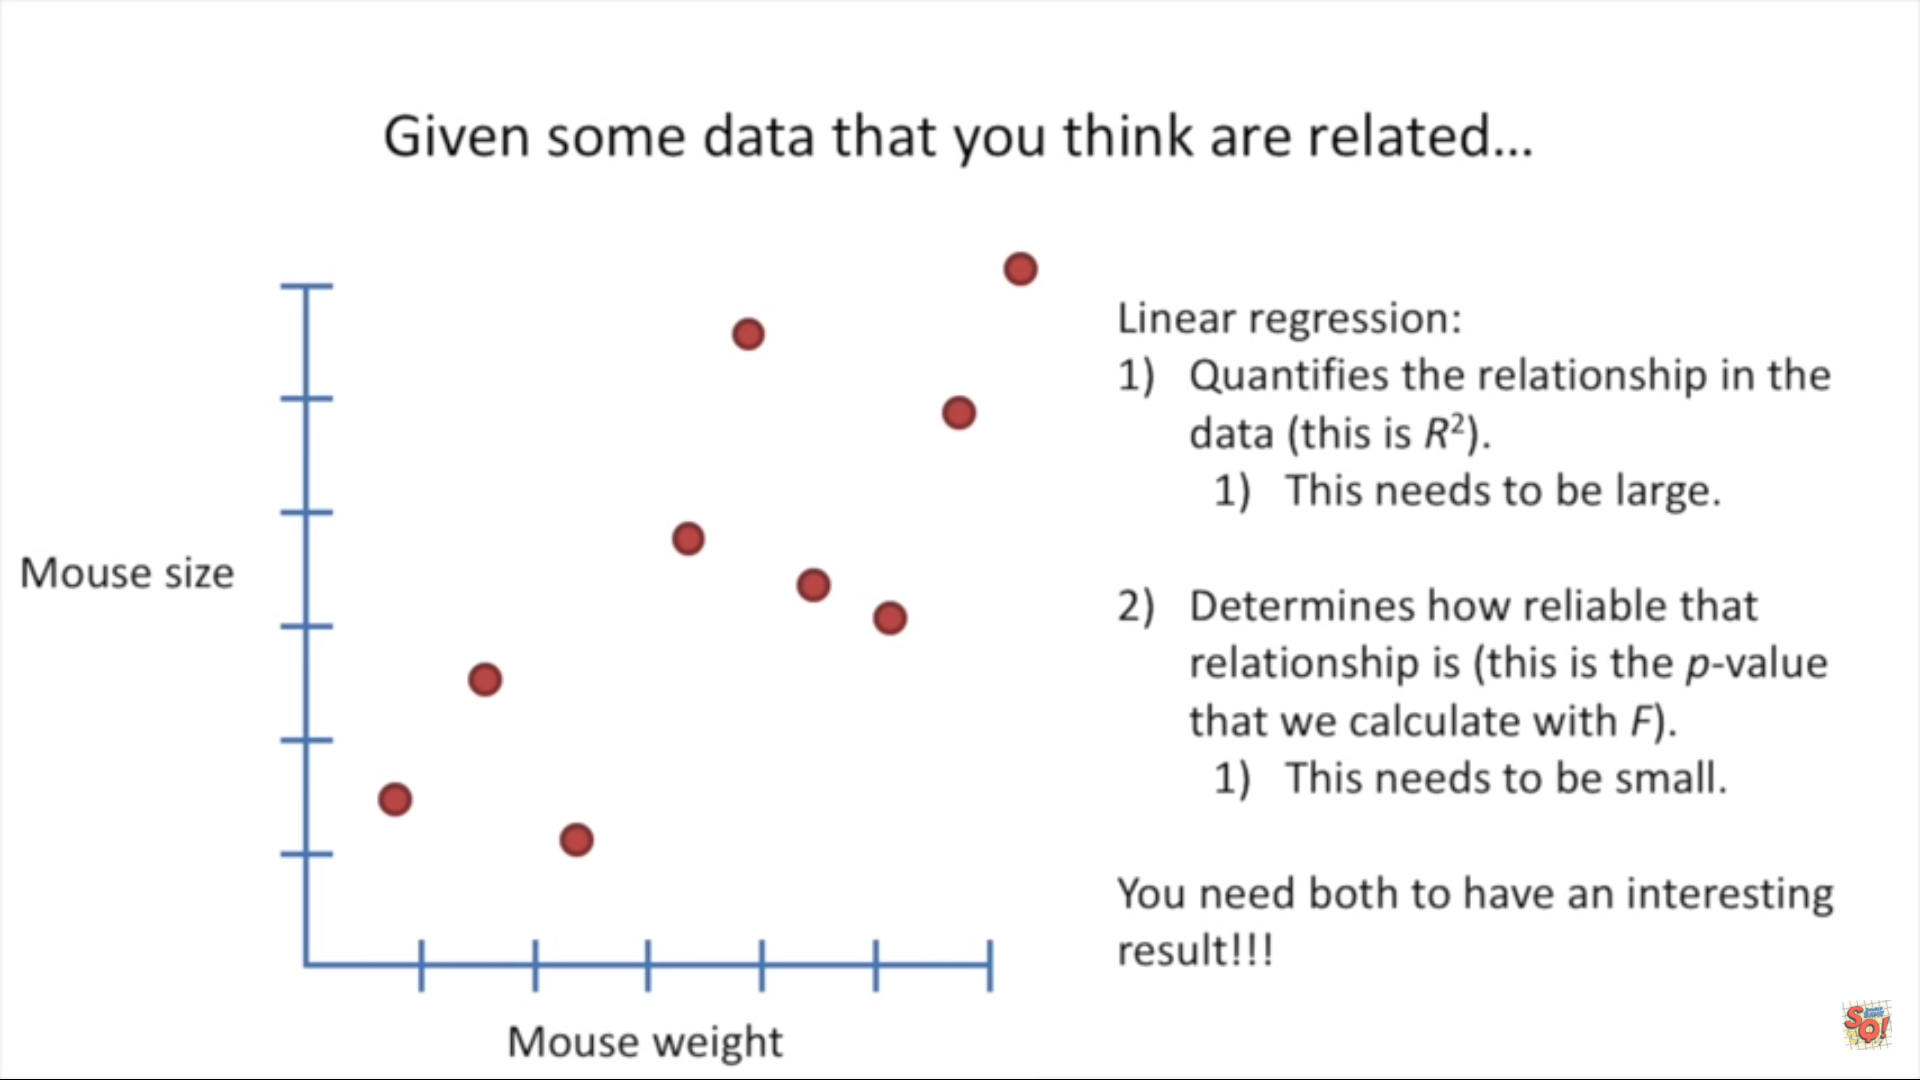 Given some data that you think are related...
Linear regression:
1) Quantifies the relationship in the
data (this is R²).
1) This needs to be large.
Mouse size
2) Determines how reliable that
relationship is (this is the p-value
that we calculate with F).
1) This needs to be small.
You need both to have an interesting
result!!!
Mouse weight
SQ!